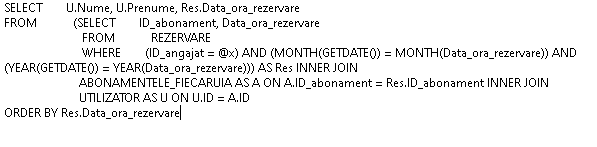 SELECT U.Nume, U.Prenume, Res.Data_ora_rezervare
FROM (SELECT ID_abonament, Data_ora_rezervare
FROM REZERVARE
WHERE (ID_angajat = @x) AND (MONTH(GETDATE()) = MONTH(Data_ora_rezervare)) AND
(YEAR(GETDATE()) = YEAR(Data_ora_rezervare))) AS Res INNER JOIN
ABONAMENTELE_FIECARUIA AS A ON A.ID_abonament = Res.ID_abonament INNER JOIN
UTILIZATOR AS U ON U.ID = A.ID
ORDER BY Res.Data_ora_rezervare